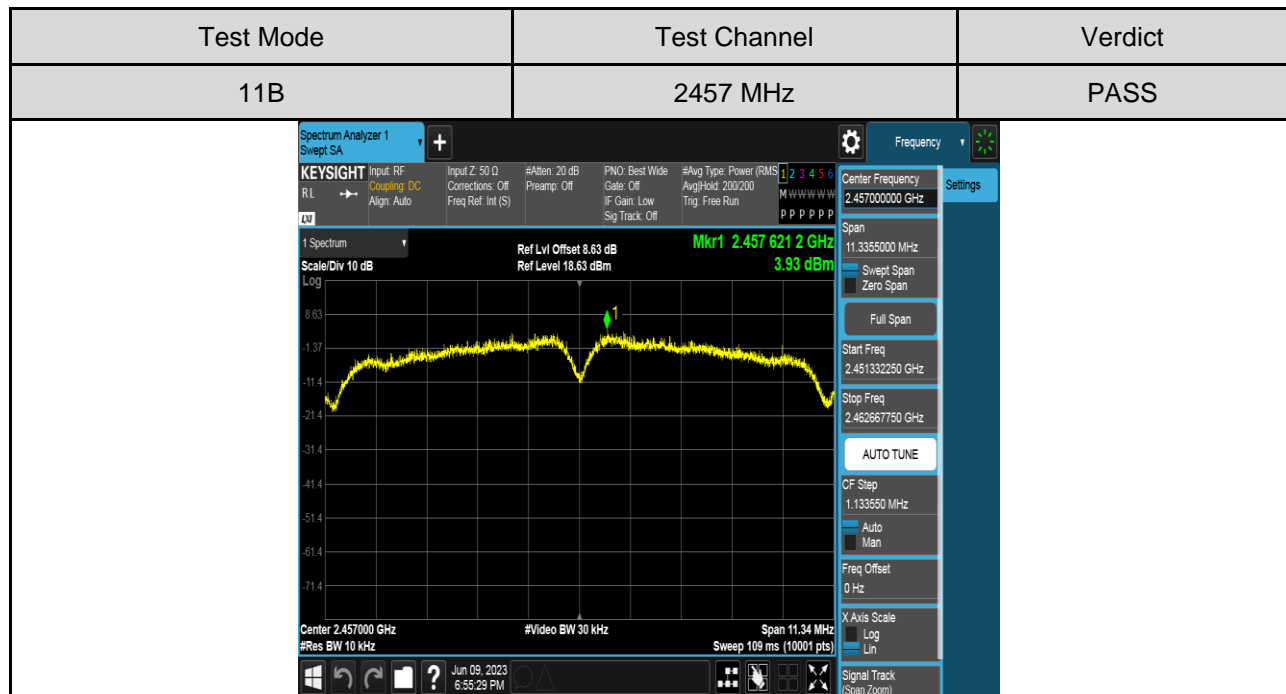 Test Mode Test Channel Verdict
11B 2457 MHz PASS
Spectrum Analyzer 1
Swept SA
Frequency
KEYSIGHT Input: RF Input Z: 50 Ω #Atten: 20 dB PNO: Best Wide #Avg Type: Power (RMS 1 2 3 4 5 6
RL Coupling: DC Corrections: Off Preamp: Off Gate: Off Avg|Hold: 200/200 M W W W W W
Align: Auto Freq Ref: Int (S) IF Gain: Low Trig: Free Run
LXI Sig Track: Off P P P P P P
1 Spectrum Ref Lvl Offset 8.63 dB Mkr1 2.457 621 2 GHz
Scale/Div 10 dB Ref Level 18.63 dBm 3.93 dBm
Log
8.63
1
-1.37
-11.4
-21.4
-31.4
-41.4
-51.4
-61.4
-71.4
Center 2.457000 GHz #Video BW 30 kHz Span 11.34 MHz
#Res BW 10 kHz Sweep 109 ms (10001 pts)
? Jun 09, 2023
6:55:29 PM
Center Frequency
2.457000000 GHz
Settings
Span
11.3355000 MHz
Swept Span
Zero Span
Full Span
Start Freq
2.451332250 GHz
Stop Freq
2.462667750 GHz
AUTO TUNE
CF Step
1.133550 MHz
Auto
Man
Freq Offset
0 Hz
X Axis Scale
Log
Lin
Signal Track
(Span Zoom)